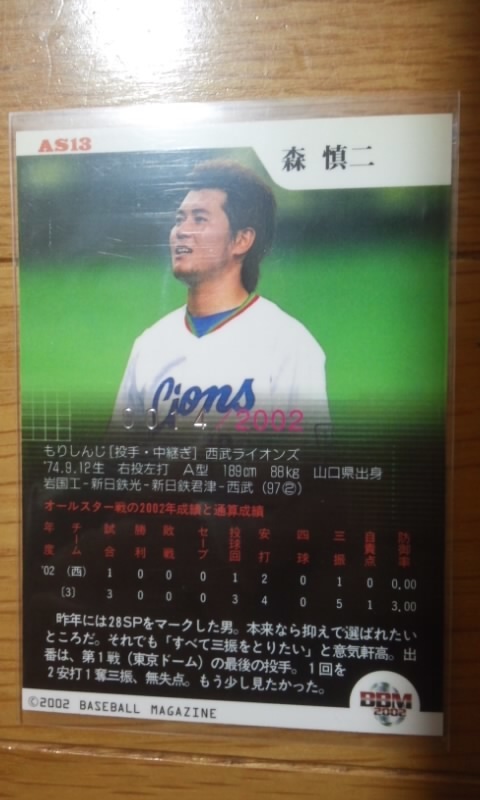 AS13
森 慎二
Lions
/2002
もりしんじ[投手・中継ぎ] 西武ライオンズ
'74.9.12生 右投左打 A型 189cm 88kg 山口県出身
岩国工-新日鉄光-新日鉄君津-西武 (97②)
オールスター戦の2002年成績と通算成績
年度 チーム 試合 勝利 敗戦 セーブ 投球回 安打 四球 三振 自責点 防御率
'02 (西) 1 0 0 0 1 2 0 1 0 0.00
[3] 3 0 0 0 3 4 0 5 1 3.00
昨年には28SPをマークした男。本来なら抑えで選ばれたい
ところだ。それでも「すべて三振をとりたい」と意気軒高。出
番は、第1戦(東京ドーム)の最後の投手。1回を
2安打1奪三振、無失点。もう少し見たかった。
©2002 BASEBALL MAGAZINE
BBM
2002